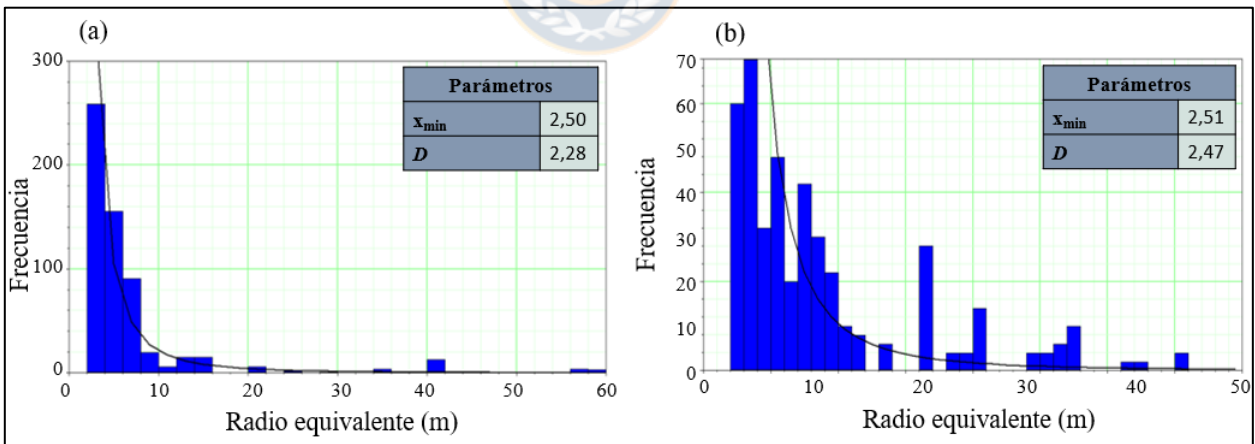 (a)
300
200
100
0
Frecuencia
Parámetros
x_min 2,50
D 2,28
0 10 20 30 40 50 60
Radio equivalente (m)
(b)
70
60
50
40
30
20
10
0
Frecuencia
Parámetros
x_min 2,51
D 2,47
0 10 20 30 40 50
Radio equivalente (m)